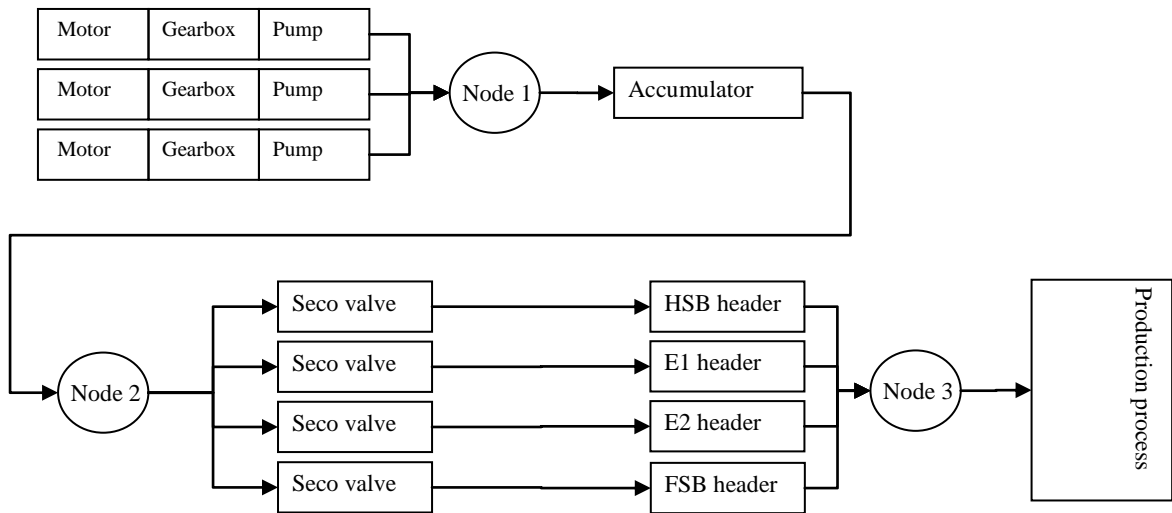 Motor Gearbox Pump
Motor Gearbox Pump
Motor Gearbox Pump
Node 1
Accumulator
Node 2
Seco valve
HSB header
Seco valve
E1 header
Seco valve
E2 header
Seco valve
FSB header
Node 3
Production process